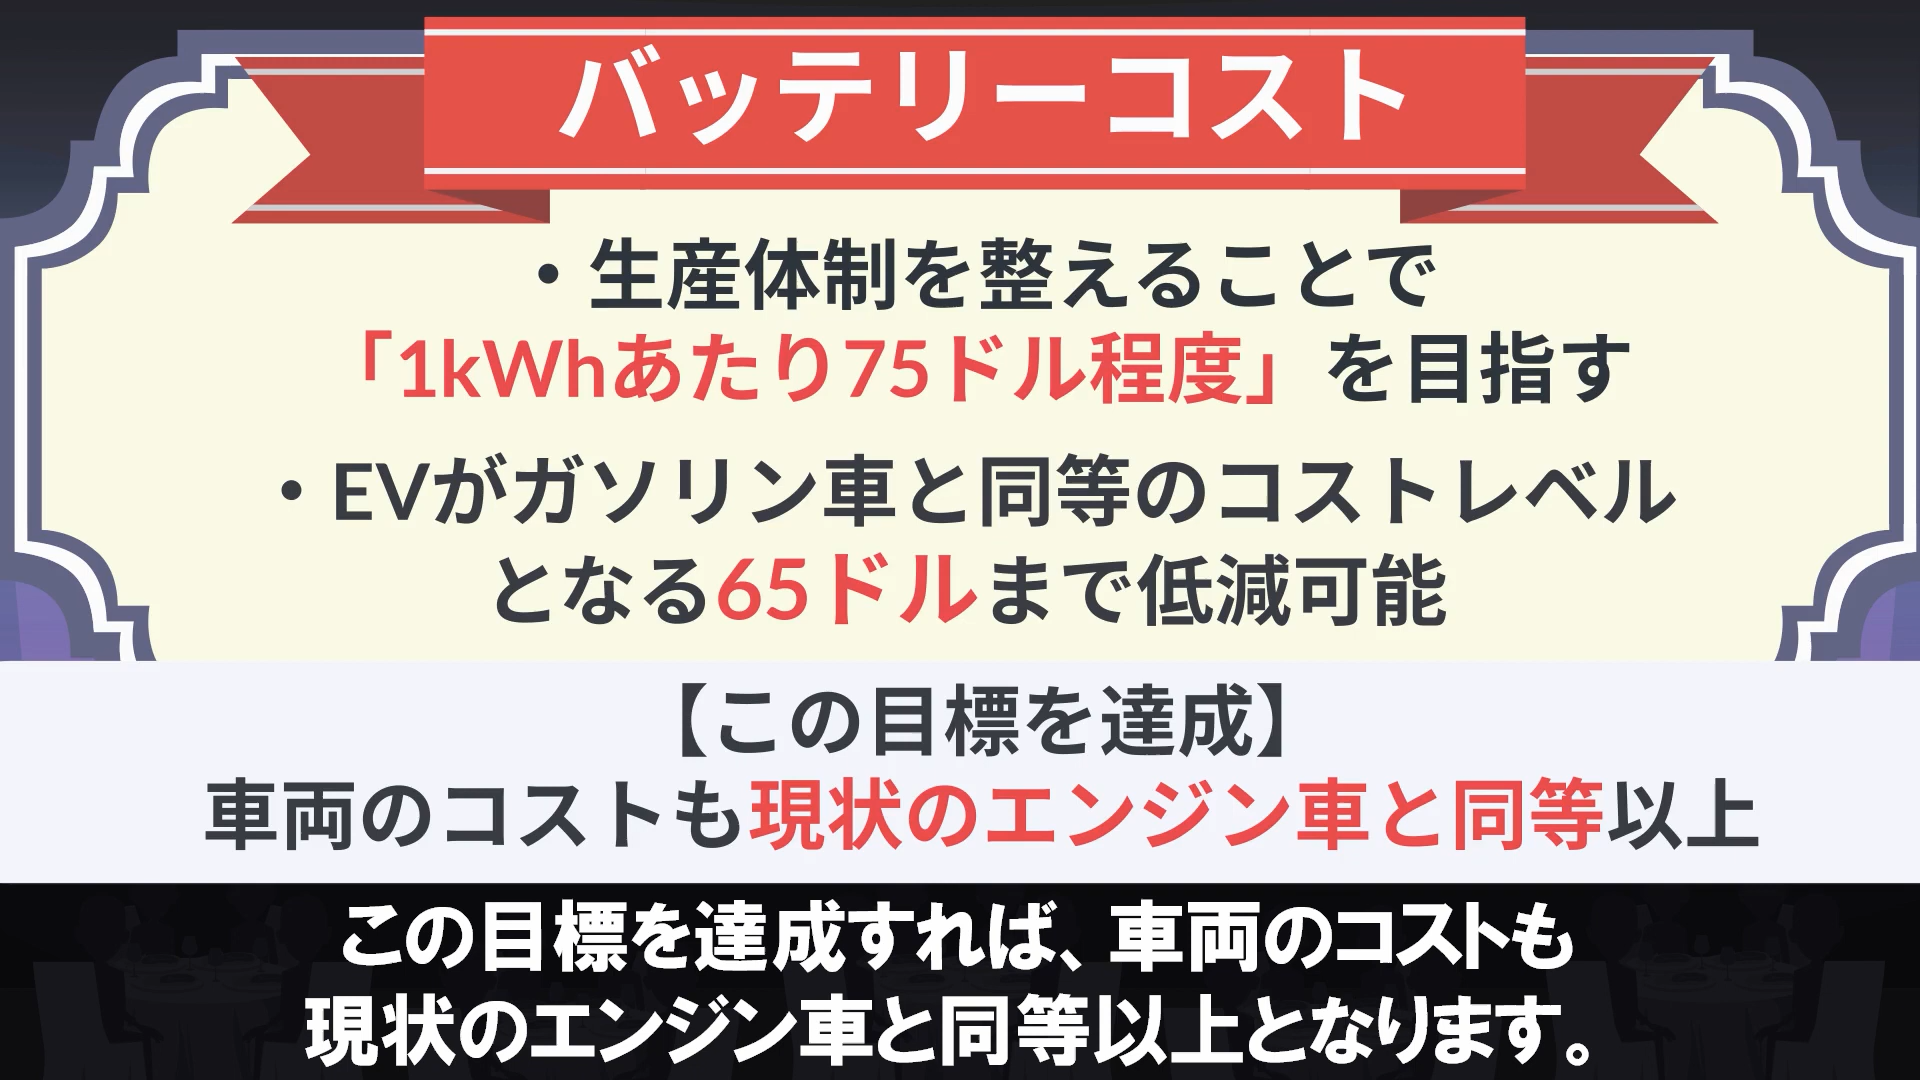 バッテリーコスト
・生産体制を整えることで
「1kWhあたり75ドル程度」を目指す
・EVがガソリン車と同等のコストレベル
となる65ドルまで低減可能
【この目標を達成】
車両のコストも現状のエンジン車と同等以上
この目標を達成すれば、車両のコストも
現状のエンジン車と同等以上となります。